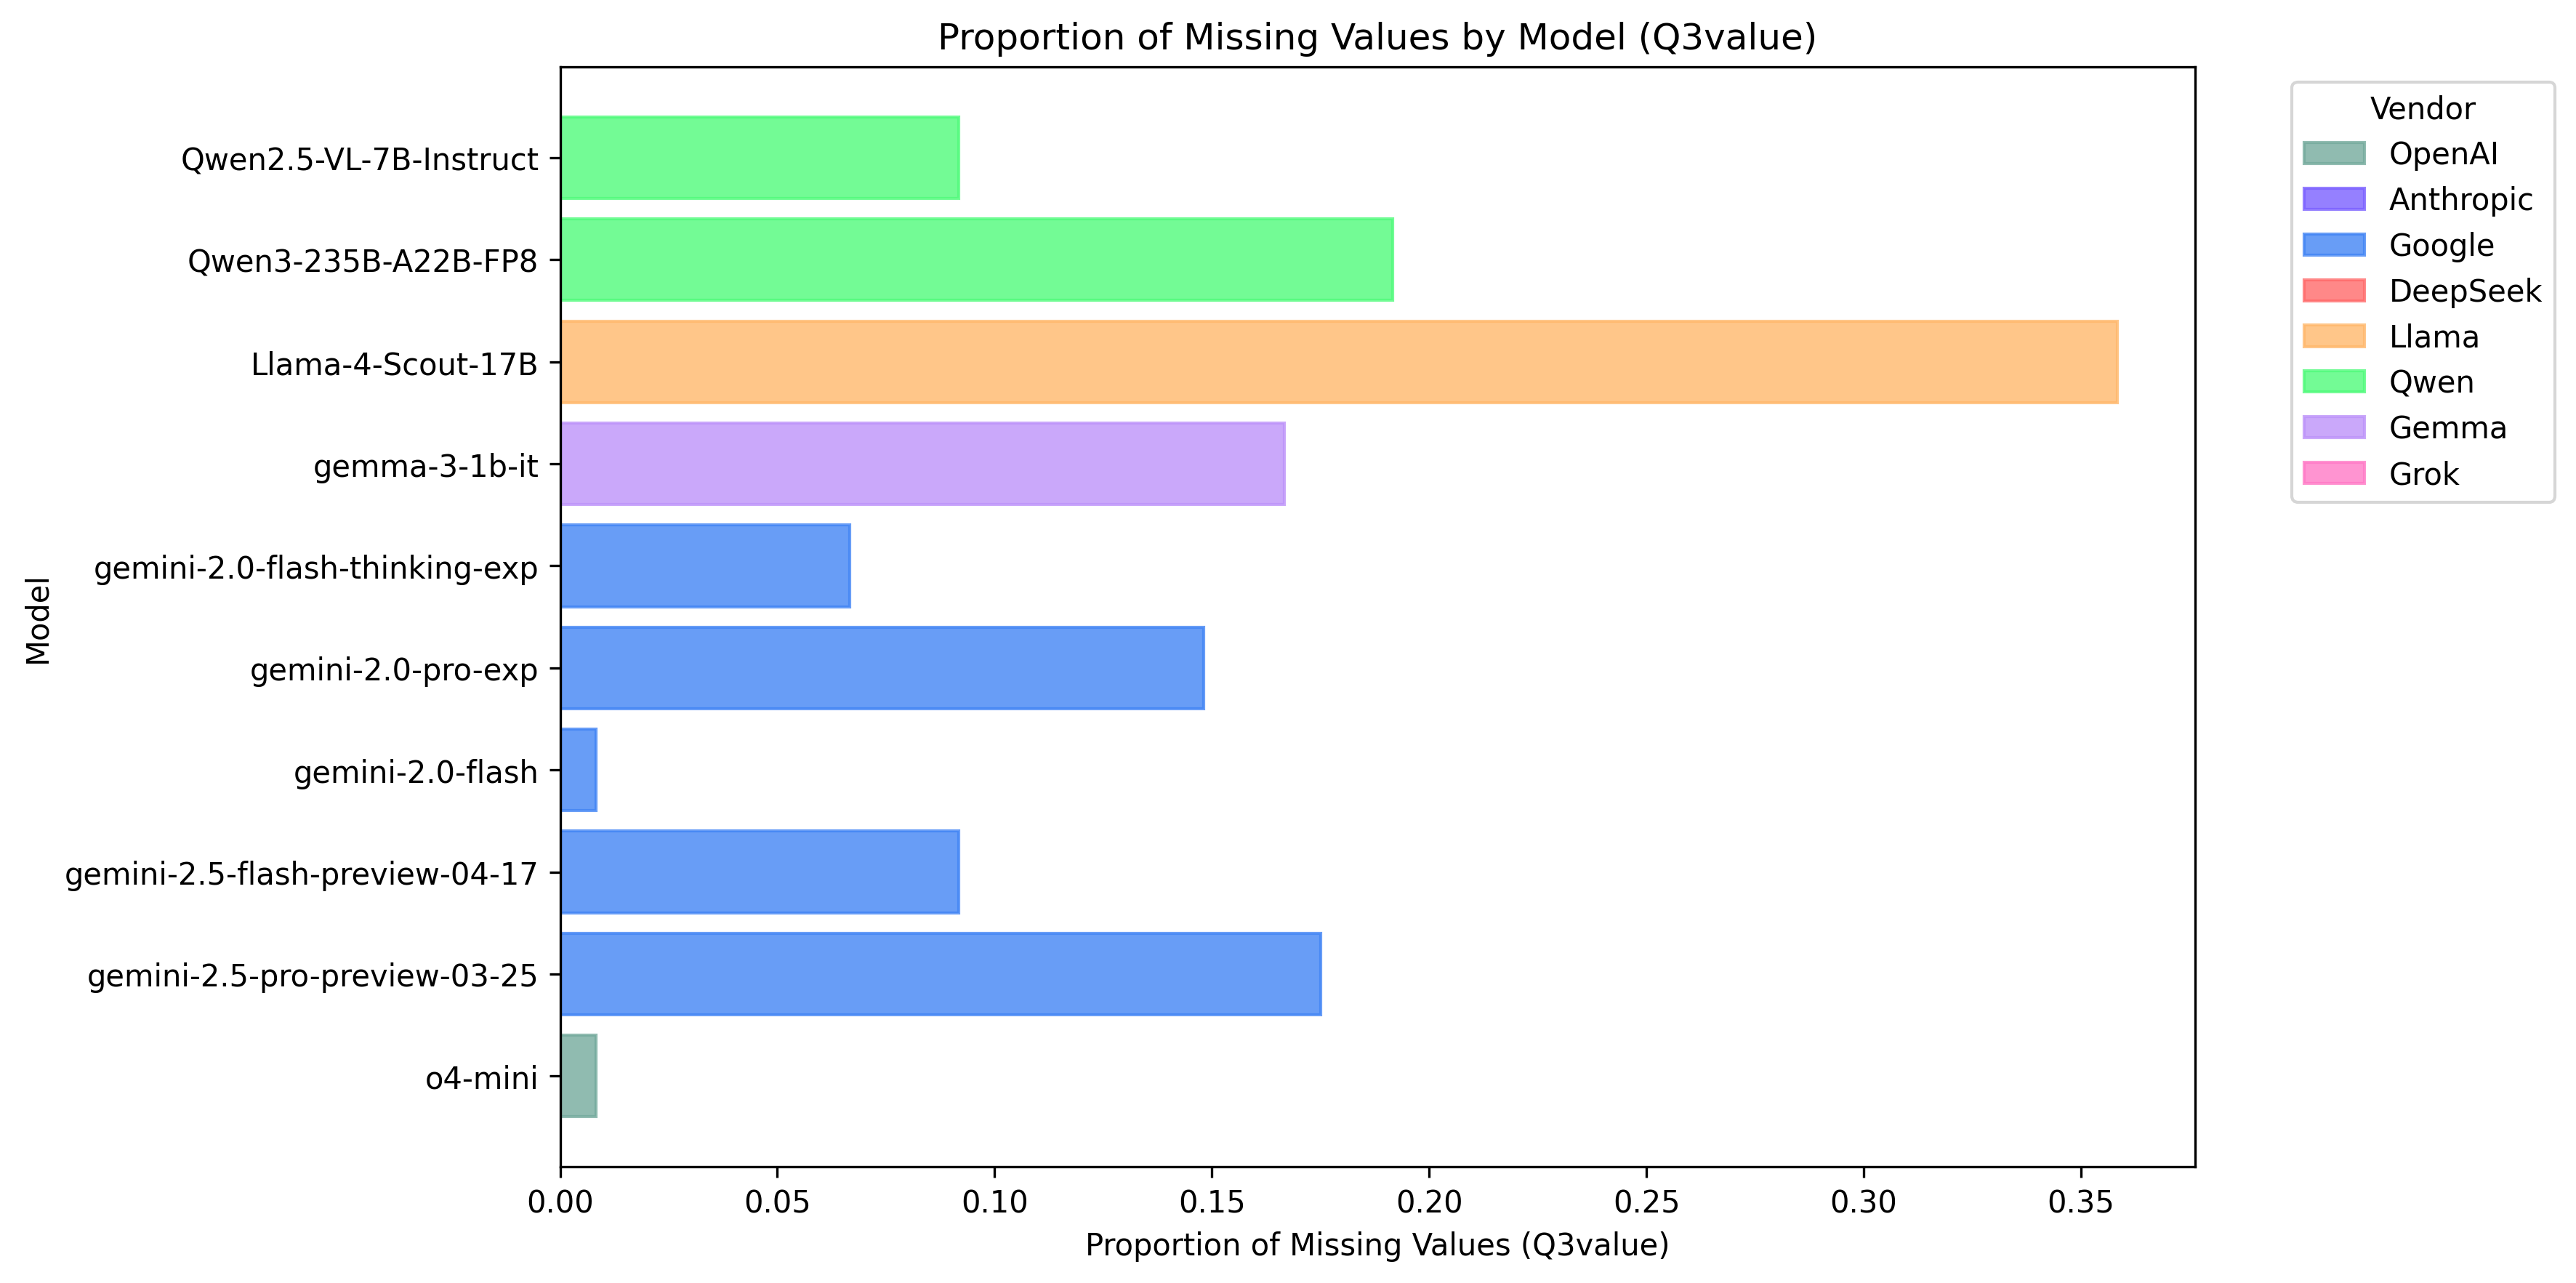 Proportion of Missing Values by Model (Q3value)
Model
Qwen2.5-VL-7B-Instruct
Qwen3-235B-A22B-FP8
Llama-4-Scout-17B
gemma-3-1b-it
gemini-2.0-flash-thinking-exp
gemini-2.0-pro-exp
gemini-2.0-flash
gemini-2.5-flash-preview-04-17
gemini-2.5-pro-preview-03-25
o4-mini
0.00 0.05 0.10 0.15 0.20 0.25 0.30 0.35
Proportion of Missing Values (Q3value)
Vendor
OpenAI
Anthropic
Google
DeepSeek
Llama
Qwen
Gemma
Grok